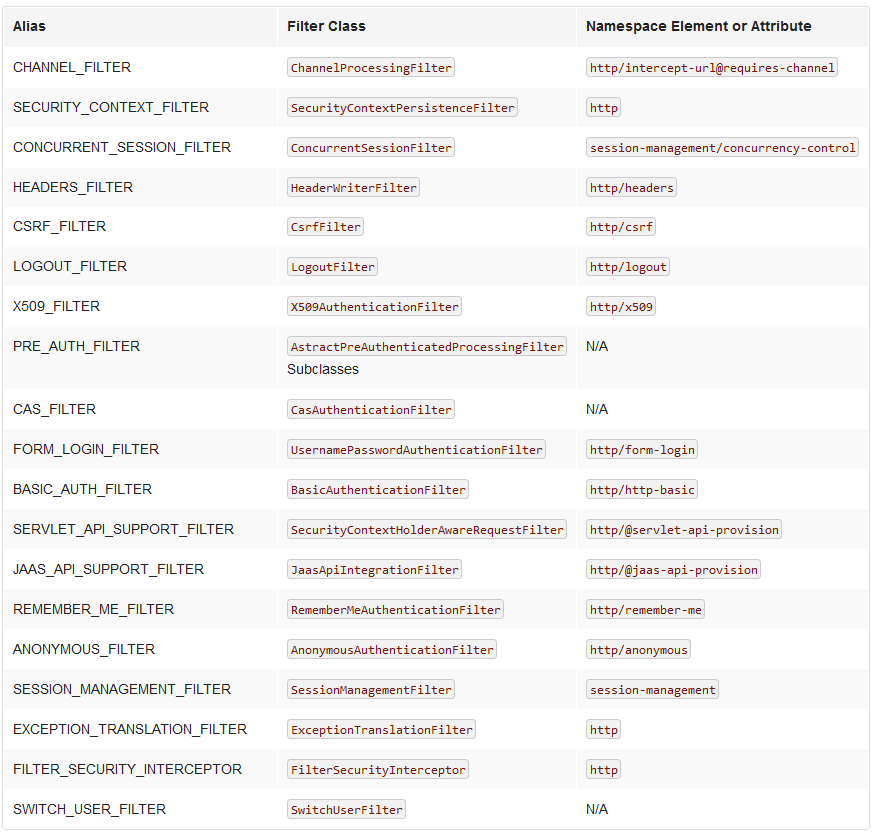 Alias Filter Class Namespace Element or Attribute
CHANNEL_FILTER ChannelProcessingFilter http/intercept-url@requires-channel
SECURITY_CONTEXT_FILTER SecurityContextPersistenceFilter http
CONCURRENT_SESSION_FILTER ConcurrentSessionFilter session-management/concurrency-control
HEADERS_FILTER HeaderWriterFilter http/headers
CSRF_FILTER CsrfFilter http/csrf
LOGOUT_FILTER LogoutFilter http/logout
X509_FILTER X509AuthenticationFilter http/x509
PRE_AUTH_FILTER AstractPreAuthenticatedProcessingFilter N/A
Subclasses
CAS_FILTER CasAuthenticationFilter N/A
FORM_LOGIN_FILTER UsernamePasswordAuthenticationFilter http/form-login
BASIC_AUTH_FILTER BasicAuthenticationFilter http/http-basic
SERVLET_API_SUPPORT_FILTER SecurityContextHolderAwareRequestFilter http/@servlet-api-provision
JAAS_API_SUPPORT_FILTER JaasApiIntegrationFilter http/@jaas-api-provision
REMEMBER_ME_FILTER RememberMeAuthenticationFilter http/remember-me
ANONYMOUS_FILTER AnonymousAuthenticationFilter http/anonymous
SESSION_MANAGEMENT_FILTER SessionManagementFilter session-management
EXCEPTION_TRANSLATION_FILTER ExceptionTranslationFilter http
FILTER_SECURITY_INTERCEPTOR FilterSecurityInterceptor http
SWITCH_USER_FILTER SwitchUserFilter N/A